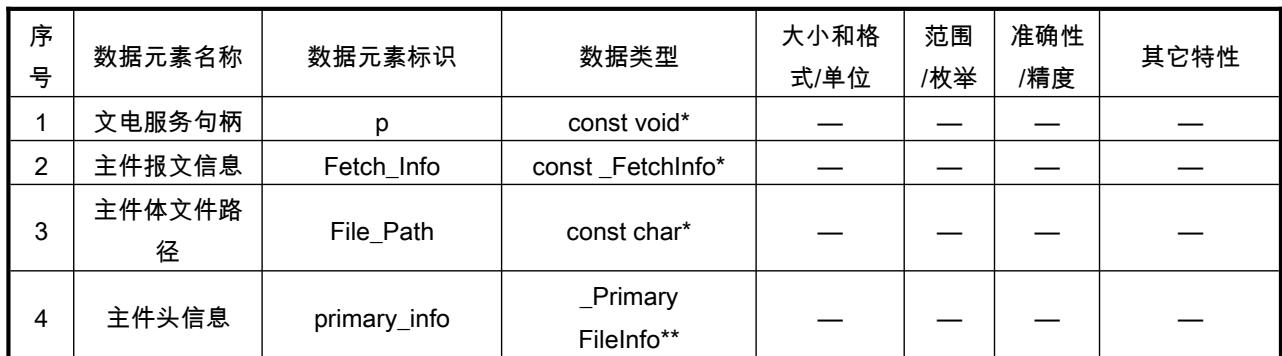 序号 数据元素名称 数据元素标识 数据类型 大小和格式/单位 范围/枚举 准确性/精度 其它特性
1 文电服务句柄 p const void* — — — —
2 主件报文信息 Fetch_Info const _FetchInfo* — — — —
3 主件体文件路径 File_Path const char* — — — —
4 主件头信息 primary_info _Primary FileInfo** — — — —